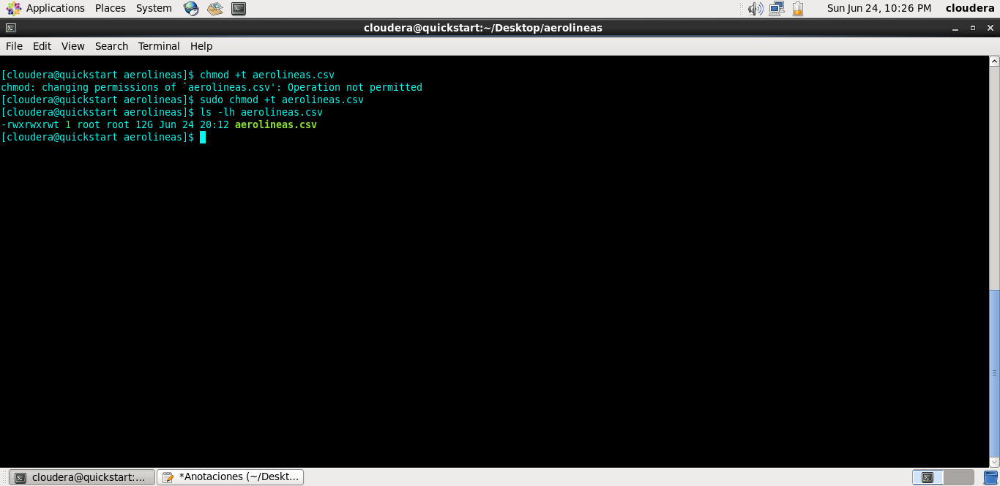 Applications Places System Sun Jun 24, 10:26 PM cloudera
cloudera@quickstart:~/Desktop/aerolineas
File Edit View Search Terminal Help
[cloudera@quickstart aerolineas]$ chmod +t aerolineas.csv
chmod: changing permissions of `aerolineas.csv': Operation not permitted
[cloudera@quickstart aerolineas]$ sudo chmod +t aerolineas.csv
[cloudera@quickstart aerolineas]$ ls -lh aerolineas.csv
-rwxrwxrwt 1 root root 12G Jun 24 20:12 aerolineas.csv
[cloudera@quickstart aerolineas]$
cloudera@quickstart:... *Anotaciones (~/Deskt...